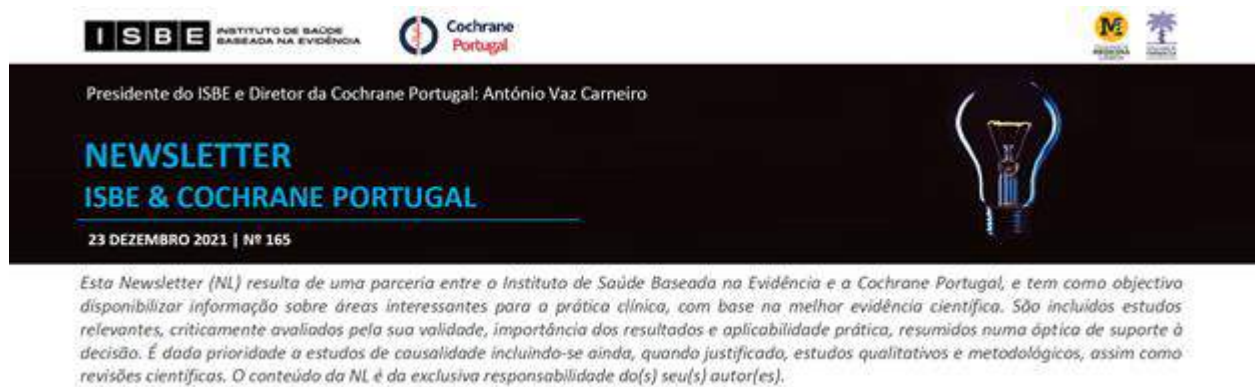 ISBE INSTITUTO DE SAÚDE
BASEADA NA EVIDÊNCIA
Cochrane
Portugal
Presidente do ISBE e Diretor da Cochrane Portugal: António Vaz Carneiro
NEWSLETTER
ISBE & COCHRANE PORTUGAL
23 DEZEMBRO 2021 | Nº 165
Esta Newsletter (NL) resulta de uma parceria entre o Instituto de Saúde Baseada na Evidência e a Cochrane Portugal, e tem como objectivo
disponibilizar informação sobre áreas interessantes para a prática clínica, com base na melhor evidência científica. São incluídos estudos
relevantes, criticamente avaliados pela sua validade, importância dos resultados e aplicabilidade prática, resumidos numa óptica de suporte à
decisão. É dada prioridade a estudos de causalidade incluindo-se ainda, quando justificado, estudos qualitativos e metodológicos, assim como
revisões científicas. O conteúdo da NL é da exclusiva responsabilidade do(s) seu(s) autor(es).